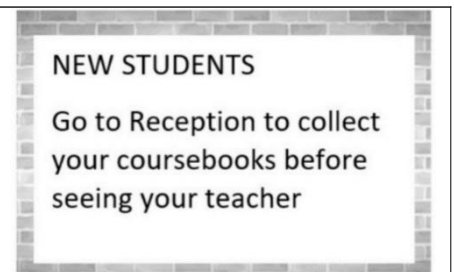 NEW STUDENTS
Go to Reception to collect
your coursebooks before
seeing your teacher